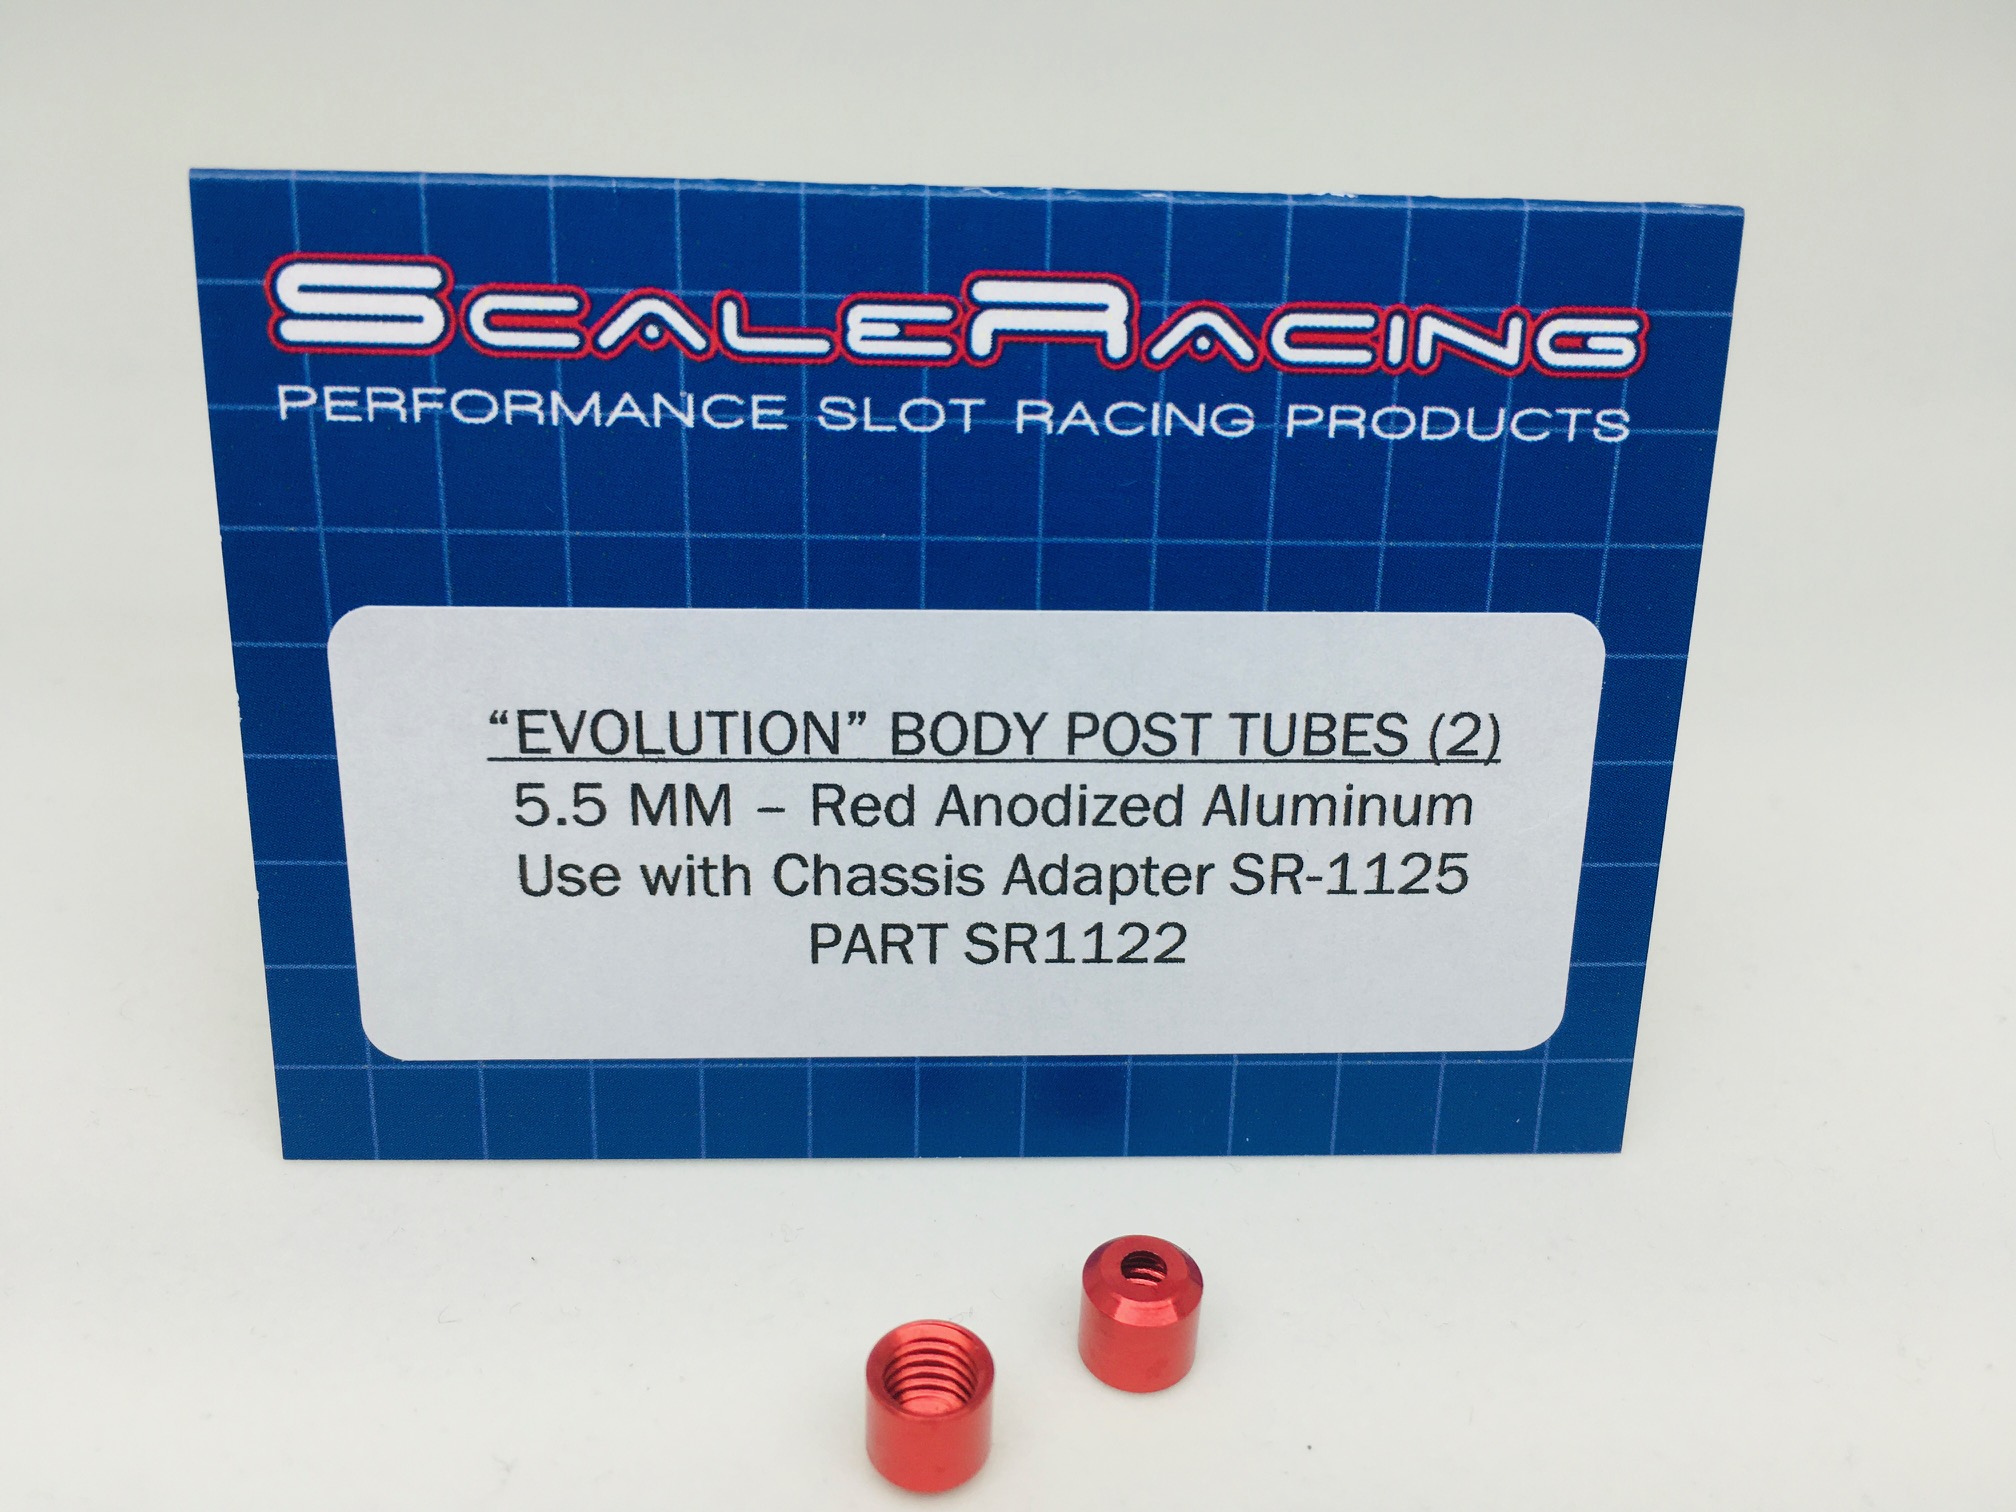 SCALERACING
PERFORMANCE SLOT RACING PRODUCTS
“EVOLUTION” BODY POST TUBES (2)
5.5 MM – Red Anodized Aluminum
Use with Chassis Adapter SR-1125
PART SR1122